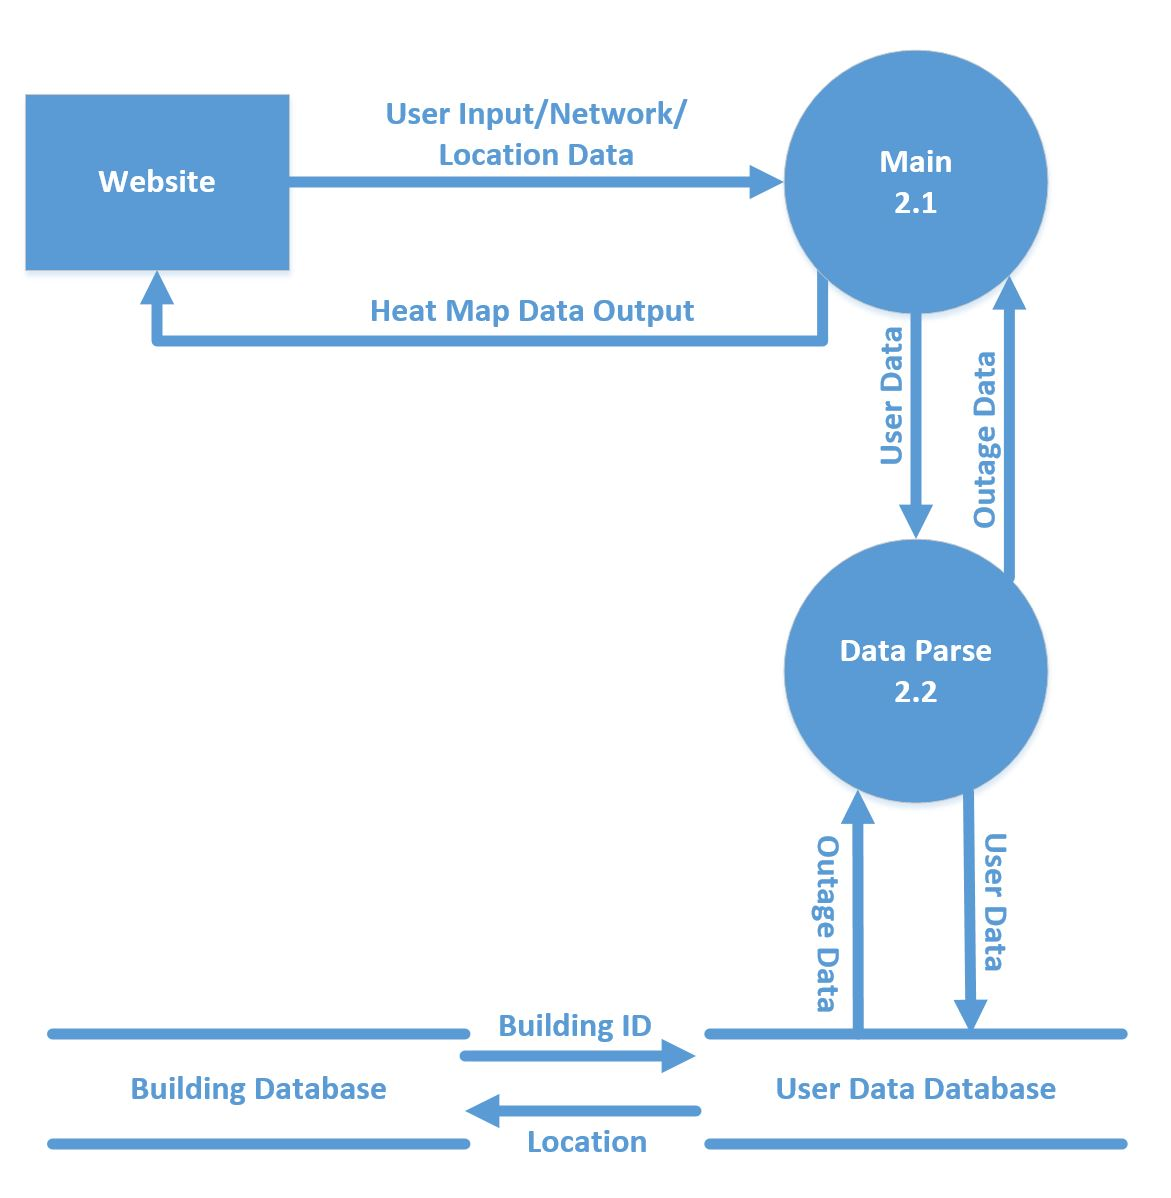 User Input/Network/
Location Data
Website
Main
2.1
Heat Map Data Output
User Data
Outage Data
Data Parse
2.2
Outage Data
User Data
Building ID
Building Database
User Data Database
Location